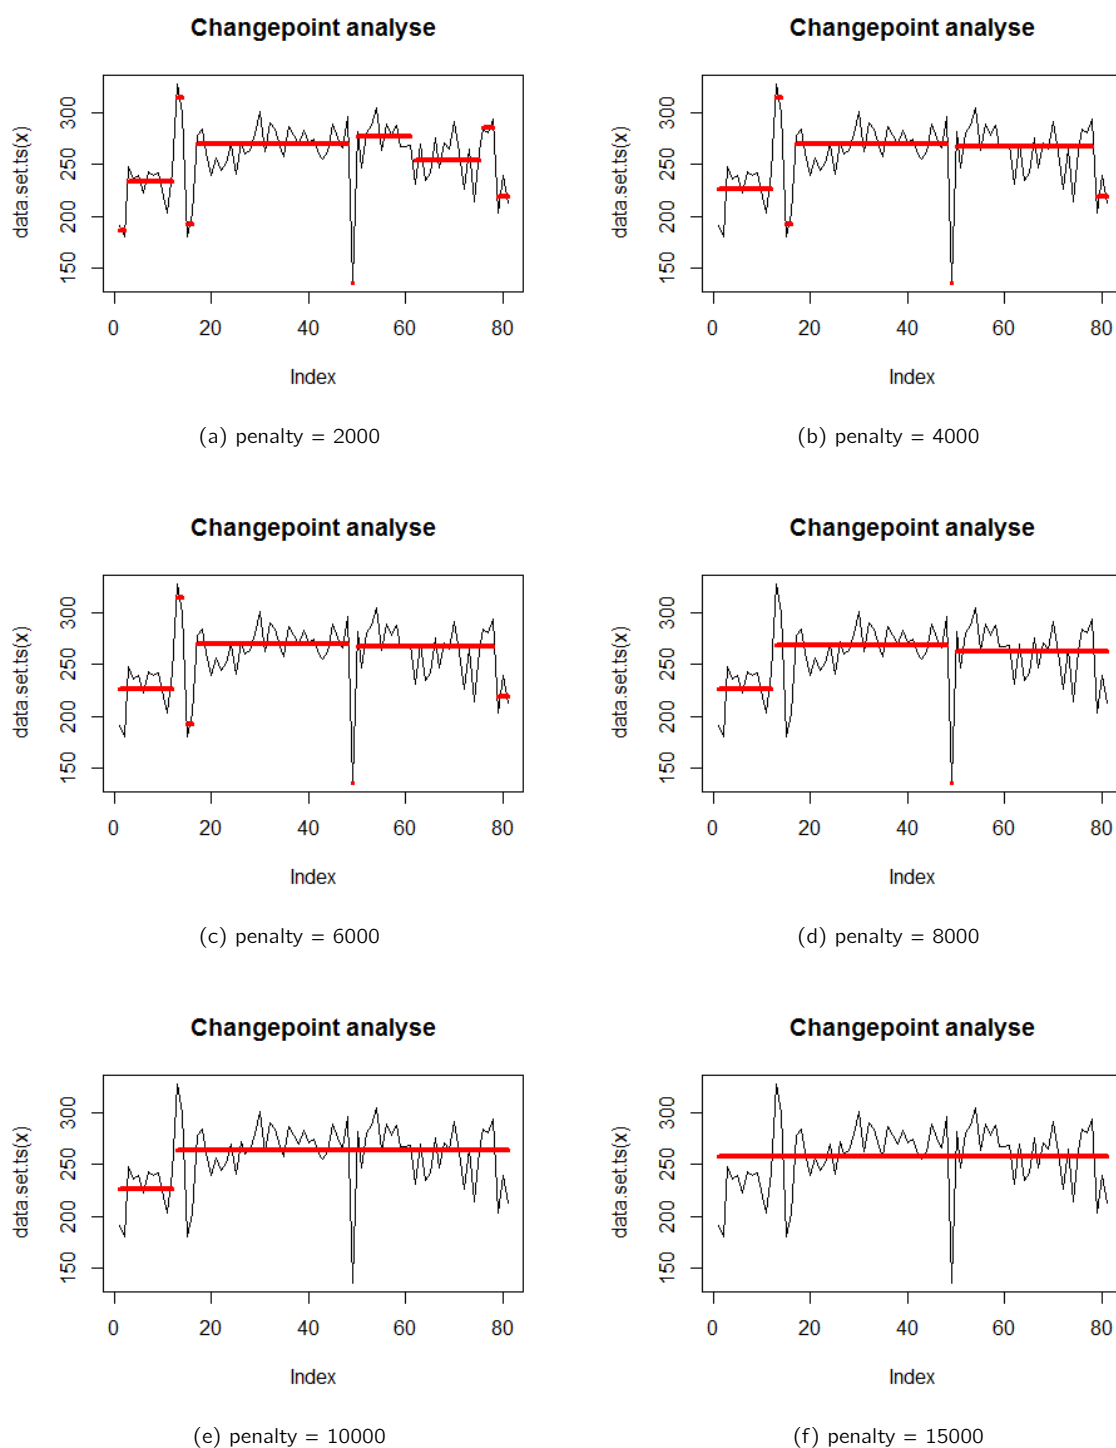 Changepoint analyse
data.set.ts(x)
300
250
200
150
0 20 40 60 80
Index
(a) penalty = 2000
Changepoint analyse
data.set.ts(x)
300
250
200
150
0 20 40 60 80
Index
(b) penalty = 4000
Changepoint analyse
data.set.ts(x)
300
250
200
150
0 20 40 60 80
Index
(c) penalty = 6000
Changepoint analyse
data.set.ts(x)
300
250
200
150
0 20 40 60 80
Index
(d) penalty = 8000
Changepoint analyse
data.set.ts(x)
300
250
200
150
0 20 40 60 80
Index
(e) penalty = 10000
Changepoint analyse
data.set.ts(x)
300
250
200
150
0 20 40 60 80
Index
(f) penalty = 15000